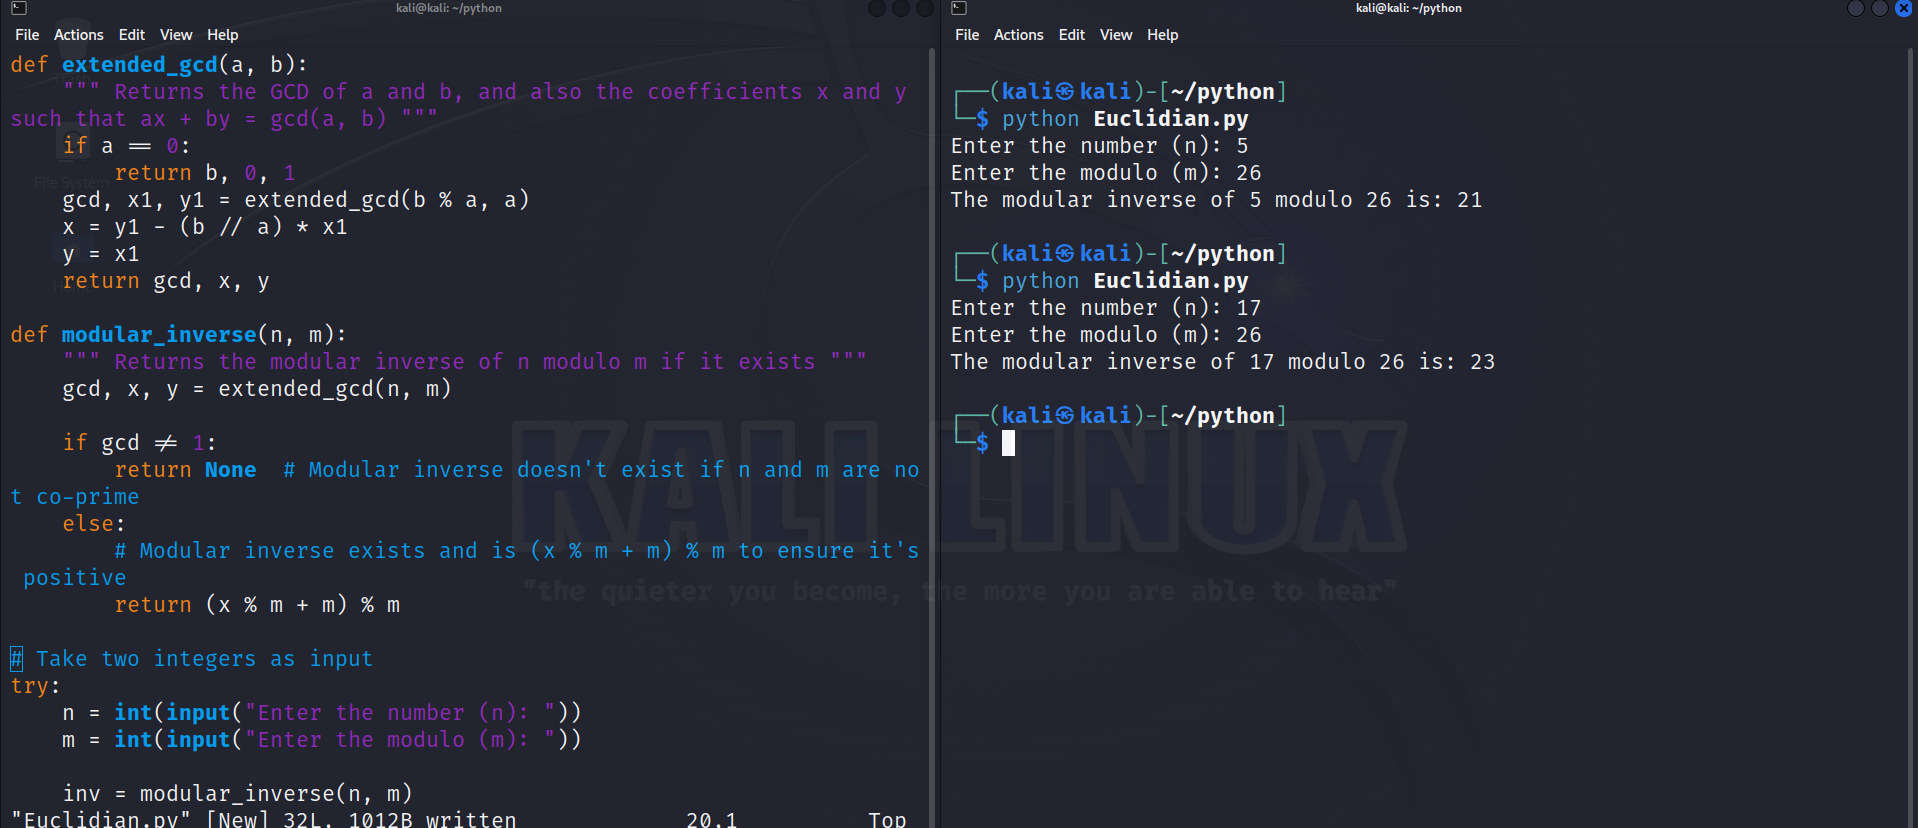 kali@kali: ~/python
File Actions Edit View Help
def extended_gcd(a, b):
""" Returns the GCD of a and b, and also the coefficients x and y
such that ax + by = gcd(a, b) """
if a == 0:
return b, 0, 1
gcd, x1, y1 = extended_gcd(b % a, a)
x = y1 - (b // a) * x1
y = x1
return gcd, x, y
def modular_inverse(n, m):
""" Returns the modular inverse of n modulo m if it exists """
gcd, x, y = extended_gcd(n, m)
if gcd != 1:
return None # Modular inverse doesn't exist if n and m are no
t co-prime
else:
# Modular inverse exists and is (x % m + m) % m to ensure it's
positive
return (x % m + m) % m
# Take two integers as input
try:
n = int(input("Enter the number (n): "))
m = int(input("Enter the modulo (m): "))
inv = modular_inverse(n, m)
"Euclidian.py" [New] 32L, 1012B written 20,1 Top
kali@kali: ~/python
File Actions Edit View Help
┌──(kali㉿kali)-[~/python]
└─$ python Euclidian.py
Enter the number (n): 5
Enter the modulo (m): 26
The modular inverse of 5 modulo 26 is: 21
┌──(kali㉿kali)-[~/python]
└─$ python Euclidian.py
Enter the number (n): 17
Enter the modulo (m): 26
The modular inverse of 17 modulo 26 is: 23
┌──(kali㉿kali)-[~/python]
└─$
File System
KALI LINUX
"the quieter you become, the more you are able to hear"